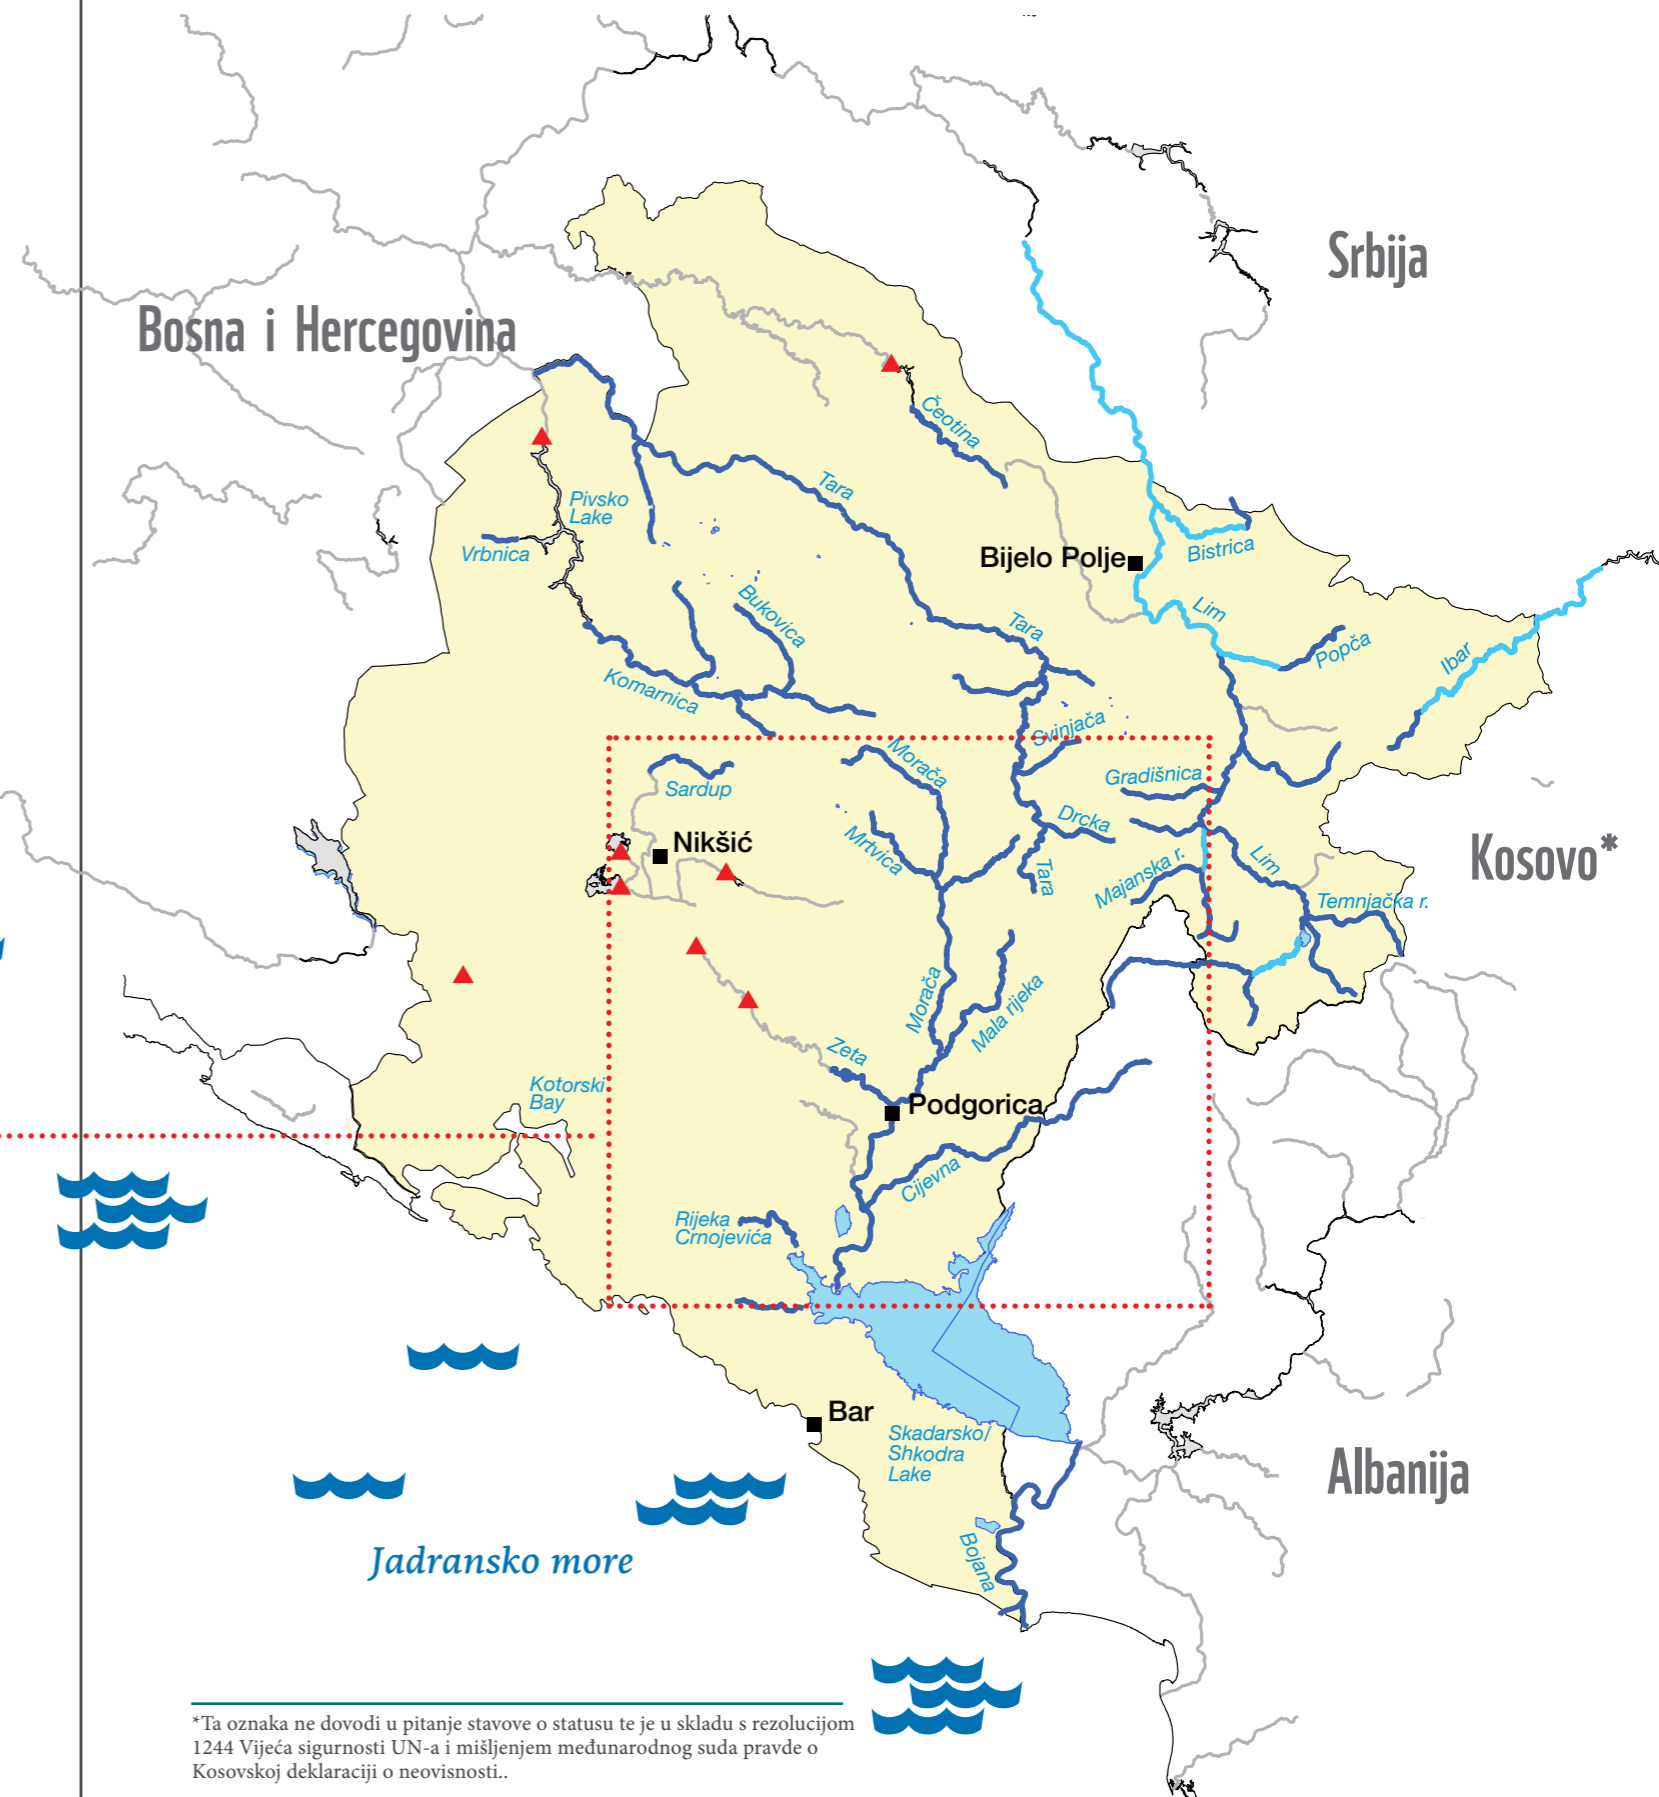 Srbija
Bosna i Hercegovina
Čeotina
Tara
Pivsko
Lake
Vrbnica
Bijelo Polje
Bistrica
Bukovica
Lim
Tara
Popča
Ibar
Komarnica
Svinjača
Morača
Gradišnica
Sardup
Drcka
Nikšić
Mrtvica
Lim
Kosovo*
Tara
Majanska r.
Temnjačka r.
Morača
Mala rijeka
Zeta
Kotorski
Bay
Podgorica
Cijevna
Rijeka
Crnojevića
Bar
Skadarsko/
Shkodra
Lake
Albanija
Jadransko more
Bojana
*Ta oznaka ne dovodi u pitanje stavove o statusu te je u skladu s rezolucijom
1244 Vijeća sigurnosti UN-a i mišljenjem međunarodnog suda pravde o
Kosovskoj deklaraciji o neovisnosti..